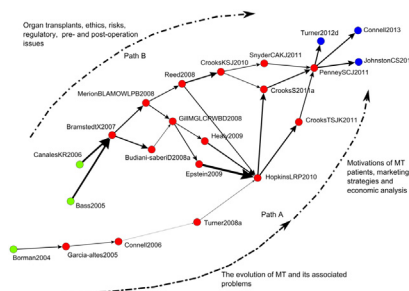 Organ transplants, ethics, risks,
regulatory, pre- and post-operation
issues
Turner2012d
Connell2013
Path B
SnyderCAKJ2011
CrooksKSJ2010
JohnstonCS201
PenneySCJ2011
Reed2008
MerionBLAMOWLPB2008
CrooksS2011a
BramstedtX2007
GillMGLCRWBD2008
CrooksTSJK2011
Healy2009
CanalesKR2006
Budiani-saberiD2008a
Epstein2009
HopkinsLRP2010
Motivations of MT
patients, marketing
strategies and
economic analysis
Bass2005
Path A
Turner2008a
Connell2006
Borman2004
Garcia-altes2005
The evolution of MT and its associated
problems